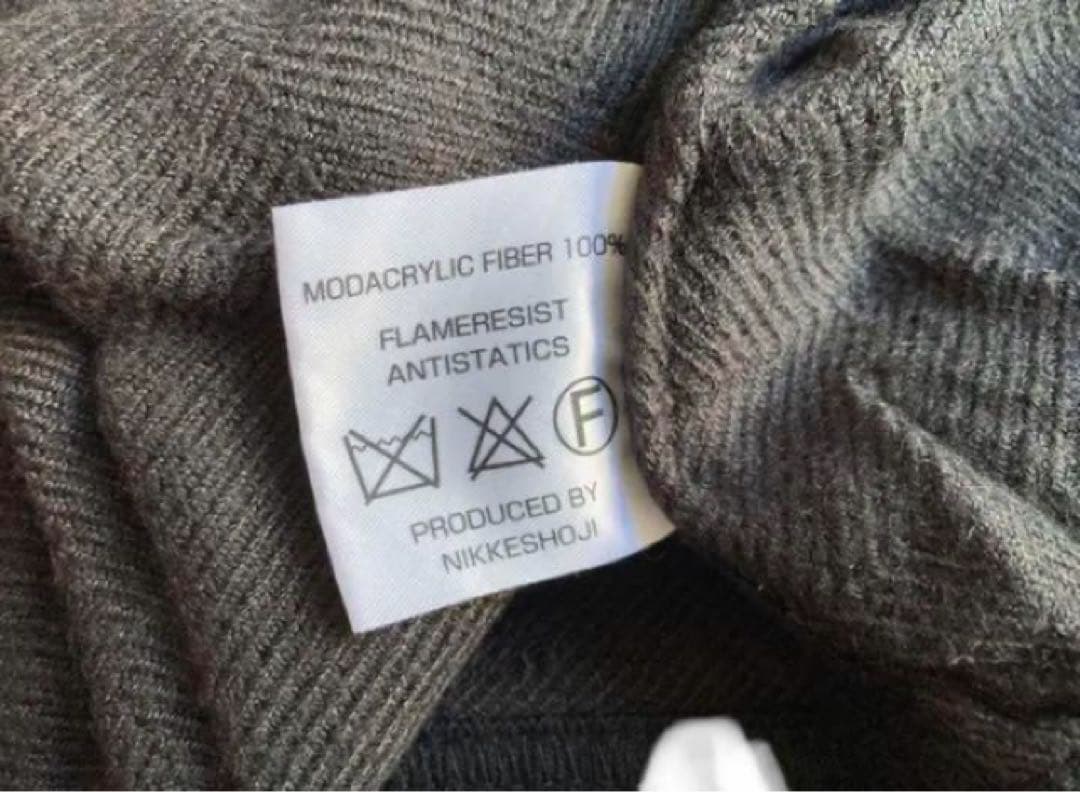 MODACRYLIC FIBER 100%
FLAMERESIST
ANTISTATICS
F
PRODUCED BY
NIKKESHOJI